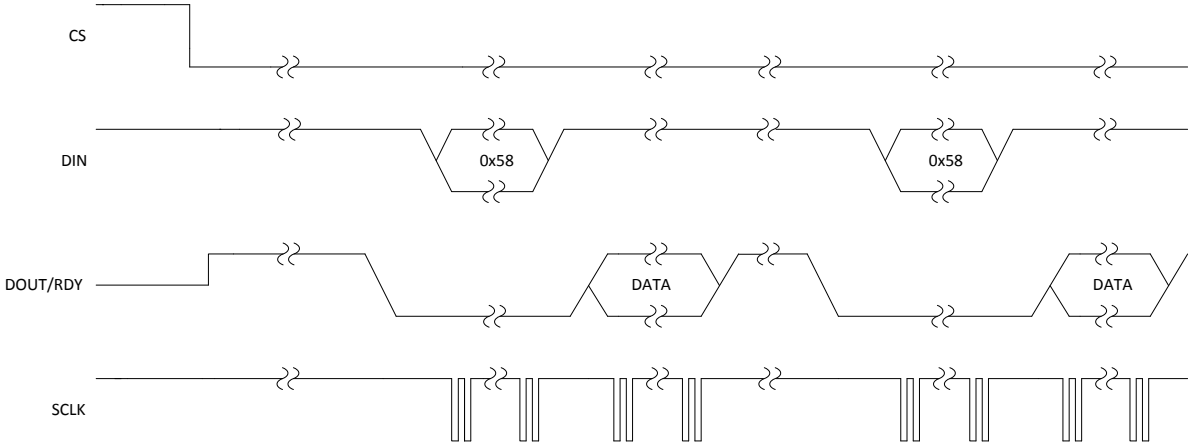 CS
DIN
0x58
0x58
DOUT/RDY
DATA
DATA
SCLK